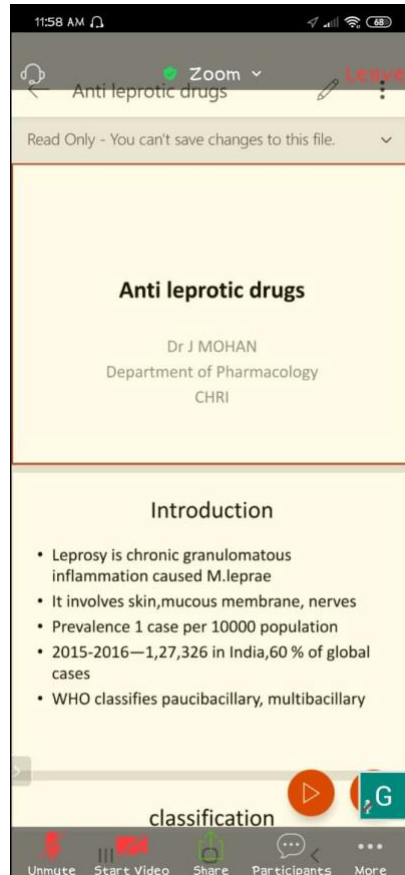 11:58 AM
68
Zoom
Leave
Anti leprotic drugs
Read Only - You can't save changes to this file.
Anti leprotic drugs
Dr J MOHAN
Department of Pharmacology
CHRI
Introduction
• Leprosy is chronic granulomatous
inflammation caused M.leprae
• It involves skin,mucous membrane, nerves
• Prevalence 1 case per 10000 population
• 2015-2016—1,27,326 in India,60 % of global
cases
• WHO classifies paucibacillary, multibacillary
G
classification
Unmute Start Video Share Participants More